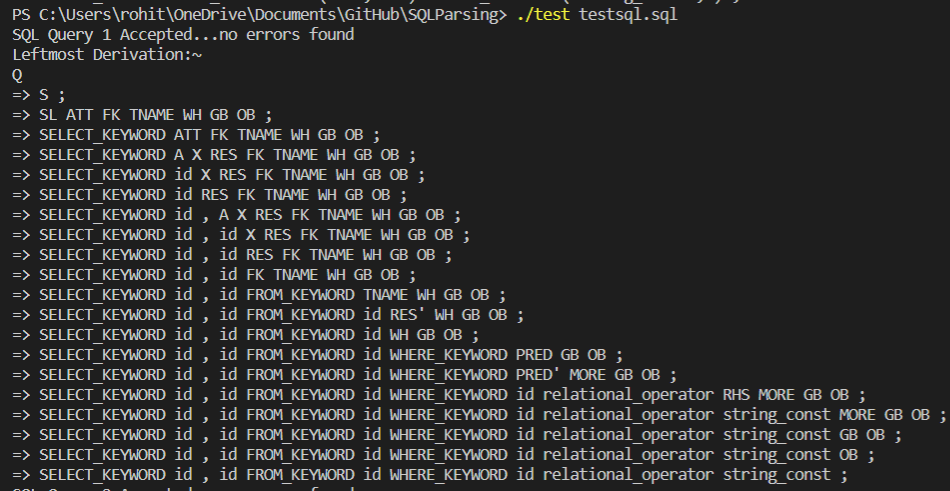 PS C:\Users\rohit\OneDrive\Documents\GitHub\SQLParsing> ./test testsql.sql
SQL Query 1 Accepted...no errors found
Leftmost Derivation:~
Q
=> S ;
=> SL ATT FK TNAME WH GB OB ;
=> SELECT_KEYWORD ATT FK TNAME WH GB OB ;
=> SELECT_KEYWORD A X RES FK TNAME WH GB OB ;
=> SELECT_KEYWORD id X RES FK TNAME WH GB OB ;
=> SELECT_KEYWORD id RES FK TNAME WH GB OB ;
=> SELECT_KEYWORD id , A X RES FK TNAME WH GB OB ;
=> SELECT_KEYWORD id , id X RES FK TNAME WH GB OB ;
=> SELECT_KEYWORD id , id RES FK TNAME WH GB OB ;
=> SELECT_KEYWORD id , id FK TNAME WH GB OB ;
=> SELECT_KEYWORD id , id FROM_KEYWORD TNAME WH GB OB ;
=> SELECT_KEYWORD id , id FROM_KEYWORD id RES' WH GB OB ;
=> SELECT_KEYWORD id , id FROM_KEYWORD id WH GB OB ;
=> SELECT_KEYWORD id , id FROM_KEYWORD id WHERE_KEYWORD PRED GB OB ;
=> SELECT_KEYWORD id , id FROM_KEYWORD id WHERE_KEYWORD PRED' MORE GB OB ;
=> SELECT_KEYWORD id , id FROM_KEYWORD id WHERE_KEYWORD id relational_operator RHS MORE GB OB ;
=> SELECT_KEYWORD id , id FROM_KEYWORD id WHERE_KEYWORD id relational_operator string_const MORE GB OB ;
=> SELECT_KEYWORD id , id FROM_KEYWORD id WHERE_KEYWORD id relational_operator string_const GB OB ;
=> SELECT_KEYWORD id , id FROM_KEYWORD id WHERE_KEYWORD id relational_operator string_const OB ;
=> SELECT_KEYWORD id , id FROM_KEYWORD id WHERE_KEYWORD id relational_operator string_const ;